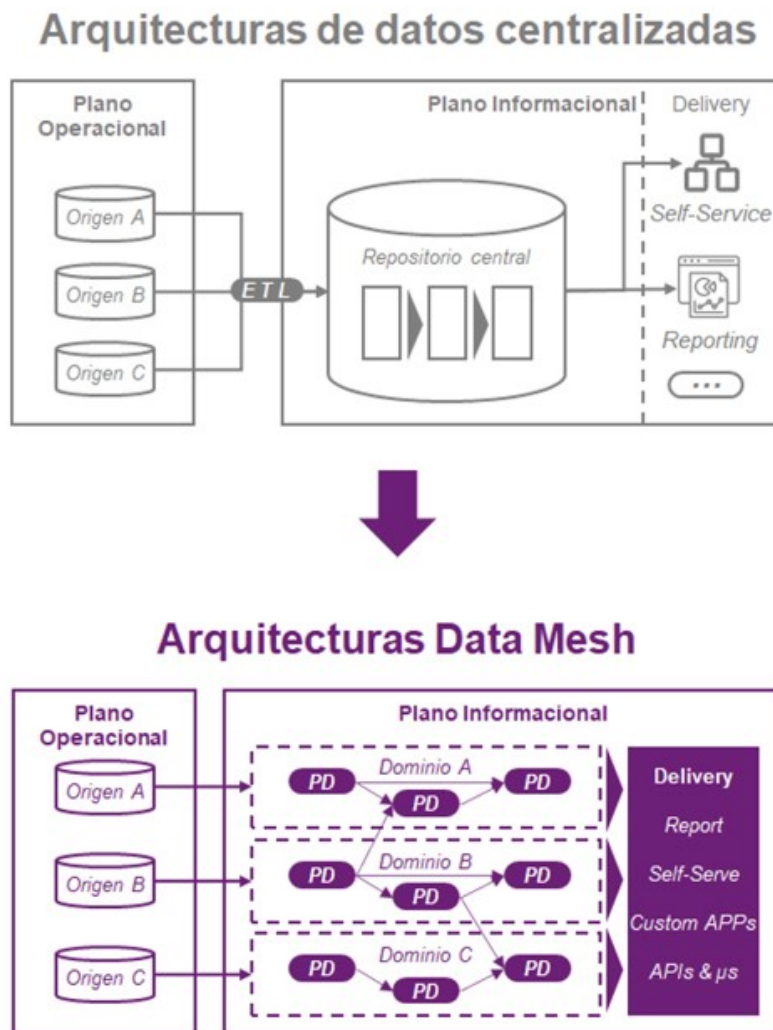 Arquitecturas de datos centralizadas
Plano
Operacional
Origen A
Origen B
Origen C
ETL
Plano Informacional
Repositorio central
Delivery
Self-Service
Reporting
...
Arquitecturas Data Mesh
Plano
Operacional
Origen A
Origen B
Origen C
Plano Informacional
Dominio A
PD
PD
PD
Dominio B
PD
PD
PD
Dominio C
PD
PD
PD
Delivery
Report
Self-Serve
Custom APPs
APIs & µs